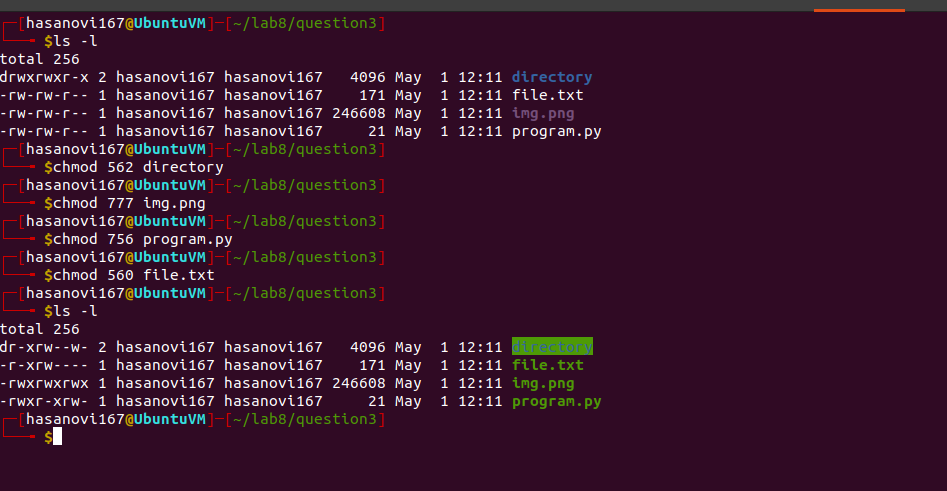 ┌─[hasanovi167@UbuntuVM]─[~/lab8/question3]
└──╼ $ls -l
total 256
drwxrwxr-x 2 hasanovi167 hasanovi167   4096 May  1 12:11 directory
-rw-rw-r-- 1 hasanovi167 hasanovi167    171 May  1 12:11 file.txt
-rw-rw-r-- 1 hasanovi167 hasanovi167 246608 May  1 12:11 img.png
-rw-rw-r-- 1 hasanovi167 hasanovi167     21 May  1 12:11 program.py
┌─[hasanovi167@UbuntuVM]─[~/lab8/question3]
└──╼ $chmod 562 directory
┌─[hasanovi167@UbuntuVM]─[~/lab8/question3]
└──╼ $chmod 777 img.png
┌─[hasanovi167@UbuntuVM]─[~/lab8/question3]
└──╼ $chmod 756 program.py
┌─[hasanovi167@UbuntuVM]─[~/lab8/question3]
└──╼ $chmod 560 file.txt
┌─[hasanovi167@UbuntuVM]─[~/lab8/question3]
└──╼ $ls -l
total 256
dr-xrw--w- 2 hasanovi167 hasanovi167   4096 May  1 12:11 directory
-r-xrw---- 1 hasanovi167 hasanovi167    171 May  1 12:11 file.txt
-rwxrwxrwx 1 hasanovi167 hasanovi167 246608 May  1 12:11 img.png
-rwxr-xrw- 1 hasanovi167 hasanovi167     21 May  1 12:11 program.py
┌─[hasanovi167@UbuntuVM]─[~/lab8/question3]
└──╼ $